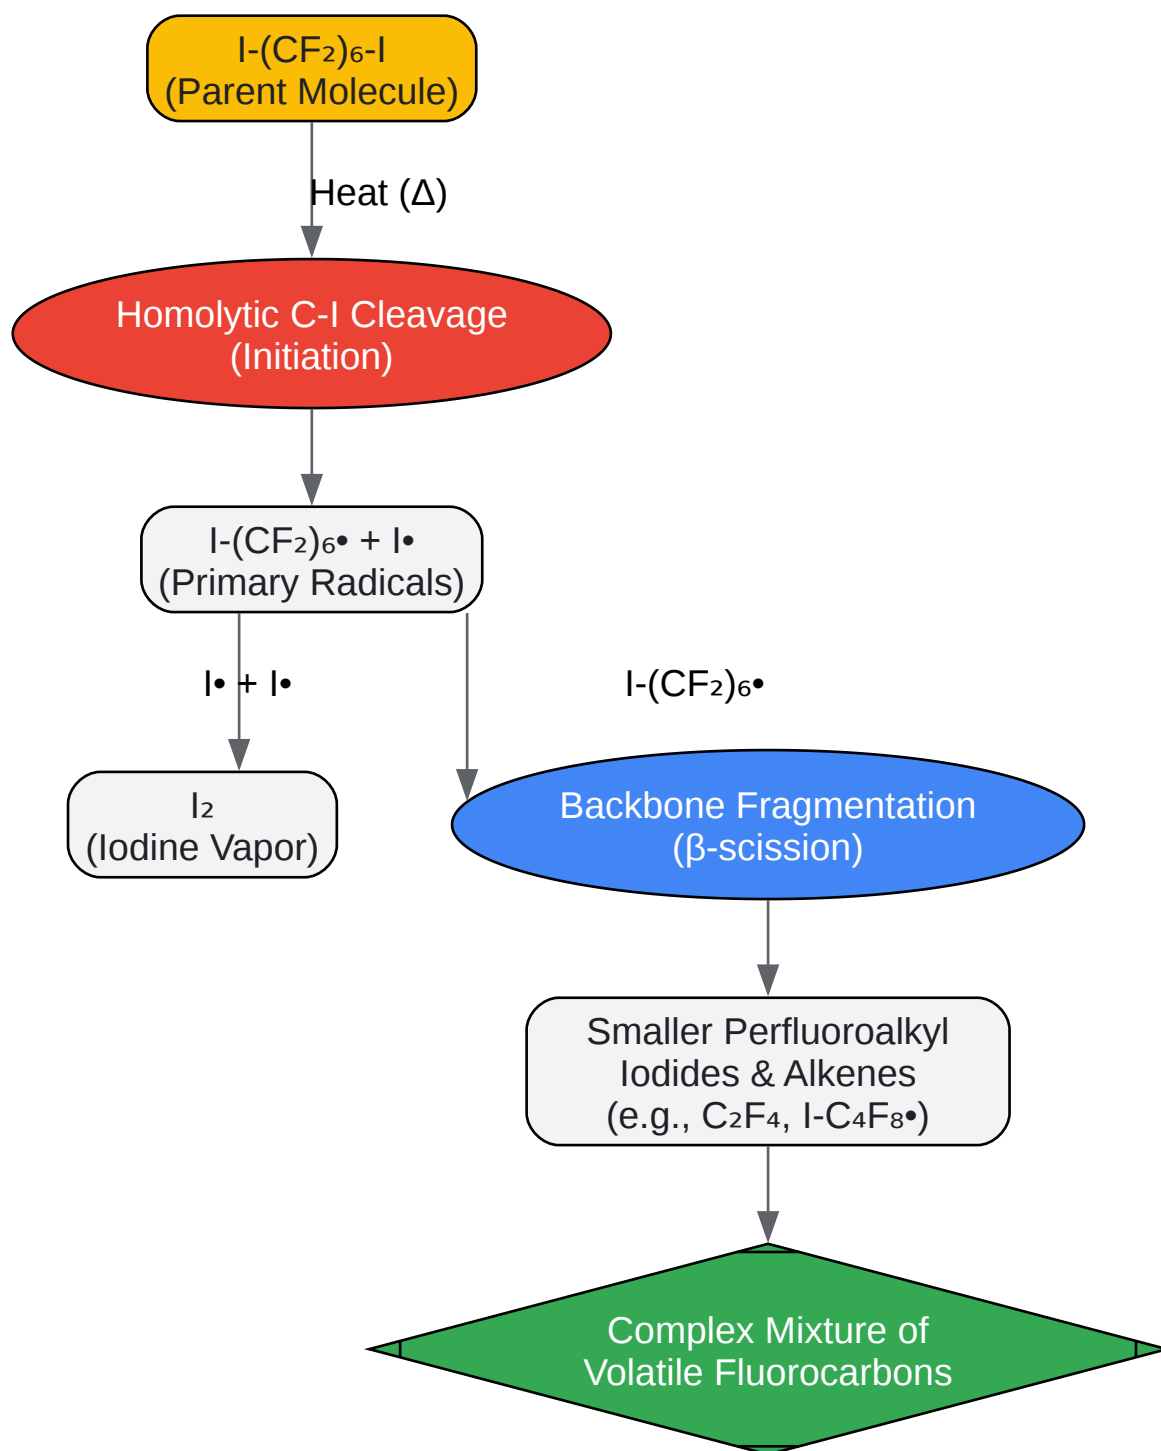 I-(CF₂)₆-I
(Parent Molecule)
Heat (Δ)
Homolytic C-I Cleavage
(Initiation)
I-(CF₂)₆• + I•
(Primary Radicals)
I• + I•
I-(CF₂)₆•
I₂
(Iodine Vapor)
Backbone Fragmentation
(β-scission)
Smaller Perfluoroalkyl
Iodides & Alkenes
(e.g., C₂F₄, I-C₄F₈•)
Complex Mixture of
Volatile Fluorocarbons